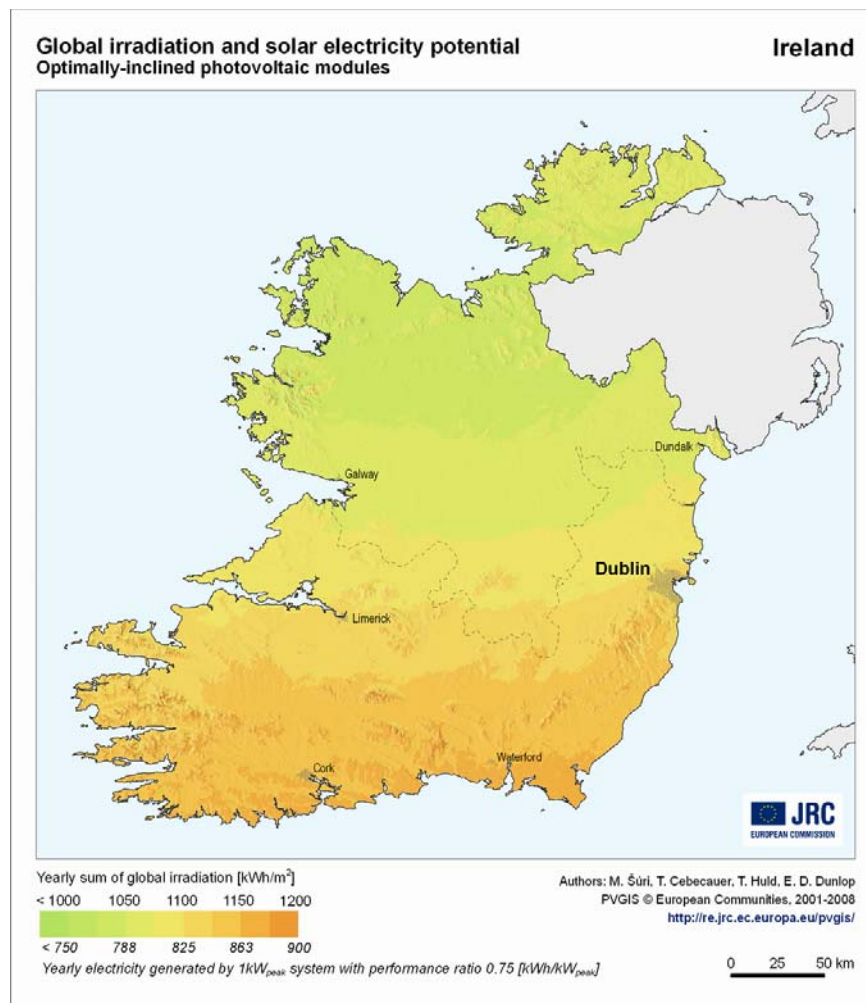 Global irradiation and solar electricity potential
Optimally-inclined photovoltaic modules
Ireland
Dundalk
Galway
Dublin
Limerick
Cork
Waterford
JRC
EUROPEAN COMMISSION
Yearly sum of global irradiation [kWh/m²]
< 1000 1050 1100 1150 1200
< 750 788 825 863 900
Yearly electricity generated by 1kWpeak system with performance ratio 0.75 [kWh/kWpeak]
Authors: M. Šúri, T. Cebecauer, T. Huld, E. D. Dunlop
PVGIS © European Communities, 2001-2008
http://re.jrc.ec.europa.eu/pvgis/
0 25 50 km